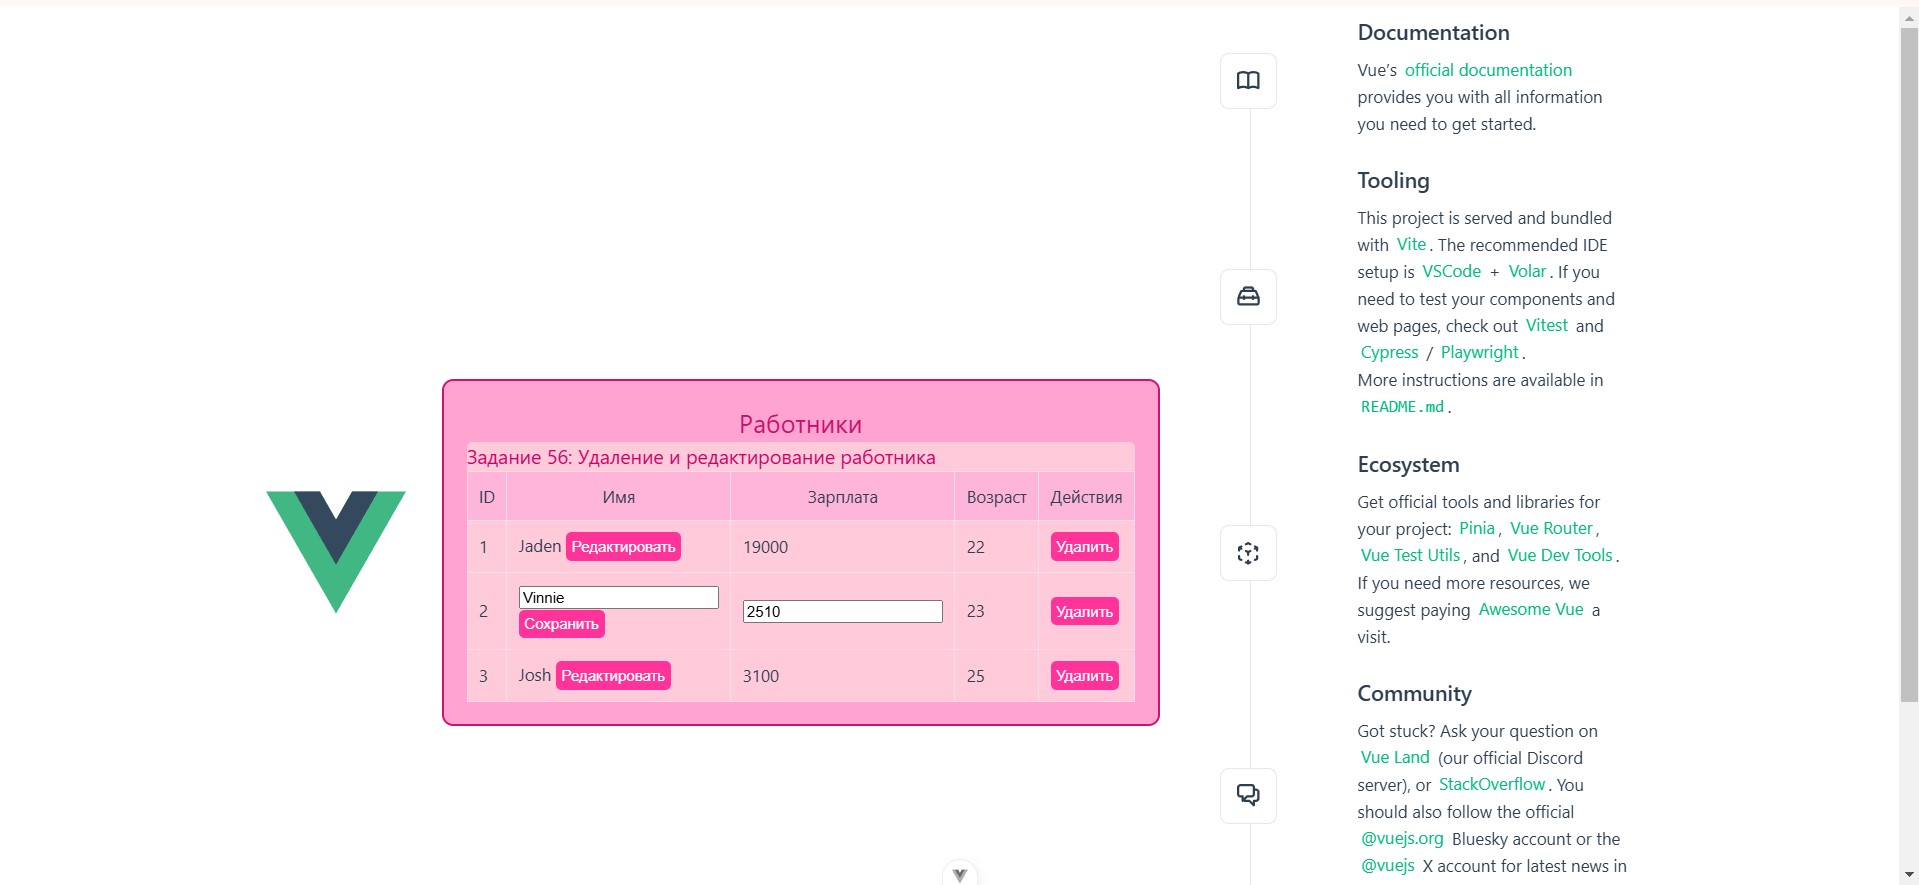 Работники
Задание 56: Удаление и редактирование работника
ID Имя Зарплата Возраст Действия
1 Jaden Редактировать 19000 22 Удалить
2 Vinnie Сохранить 2510 23 Удалить
3 Josh Редактировать 3100 25 Удалить
Documentation
Vue’s official documentation
provides you with all information
you need to get started.
Tooling
This project is served and bundled
with Vite. The recommended IDE
setup is VSCode + Volar. If you
need to test your components and
web pages, check out Vitest and
Cypress / Playwright.
More instructions are available in
README.md.
Ecosystem
Get official tools and libraries for
your project: Pinia, Vue Router,
Vue Test Utils, and Vue Dev Tools.
If you need more resources, we
suggest paying Awesome Vue a
visit.
Community
Got stuck? Ask your question on
Vue Land (our official Discord
server), or StackOverflow. You
should also follow the official
@vuejs.org Bluesky account or the
@vuejs X account for latest news in